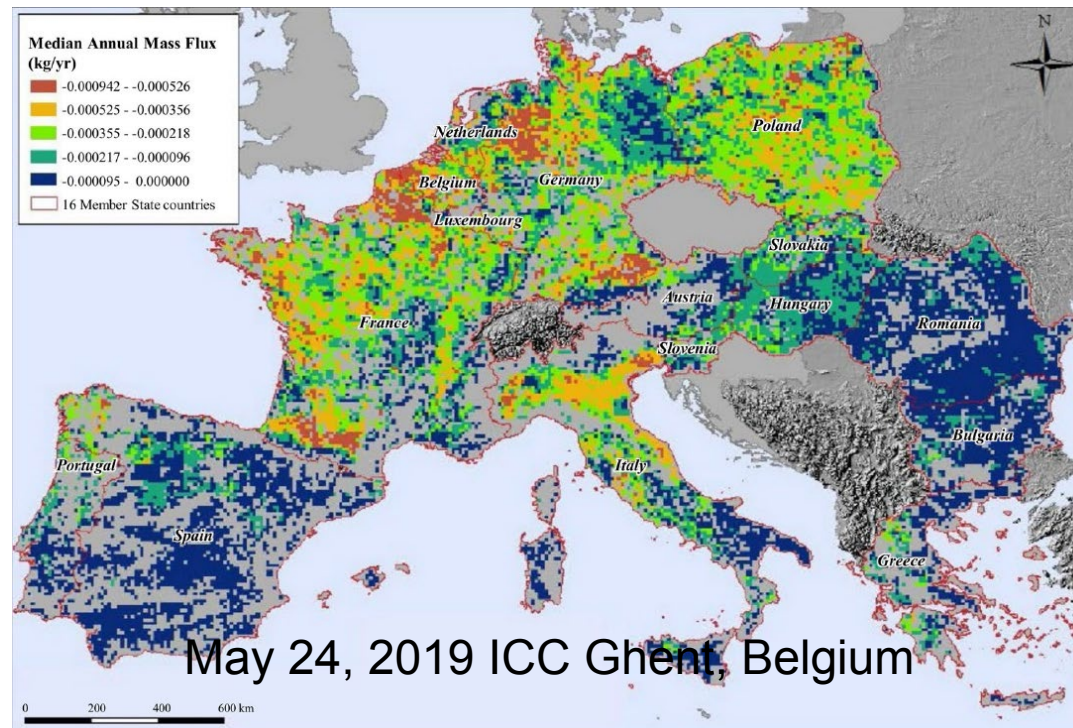 Median Annual Mass Flux
(kg/yr)
-0.000942 - -0.000526
-0.000525 - -0.000356
-0.000355 - -0.000218
-0.000217 - -0.000096
-0.000095 - 0.000000
16 Member State countries
N
Netherlands
Poland
Belgium
Germany
Luxembourg
Slovakia
Austria
Hungary
France
Romania
Slovenia
Bulgaria
Italy
Portugal
Spain
Greece
May 24, 2019 ICC Ghent, Belgium
0 200 400 600 km